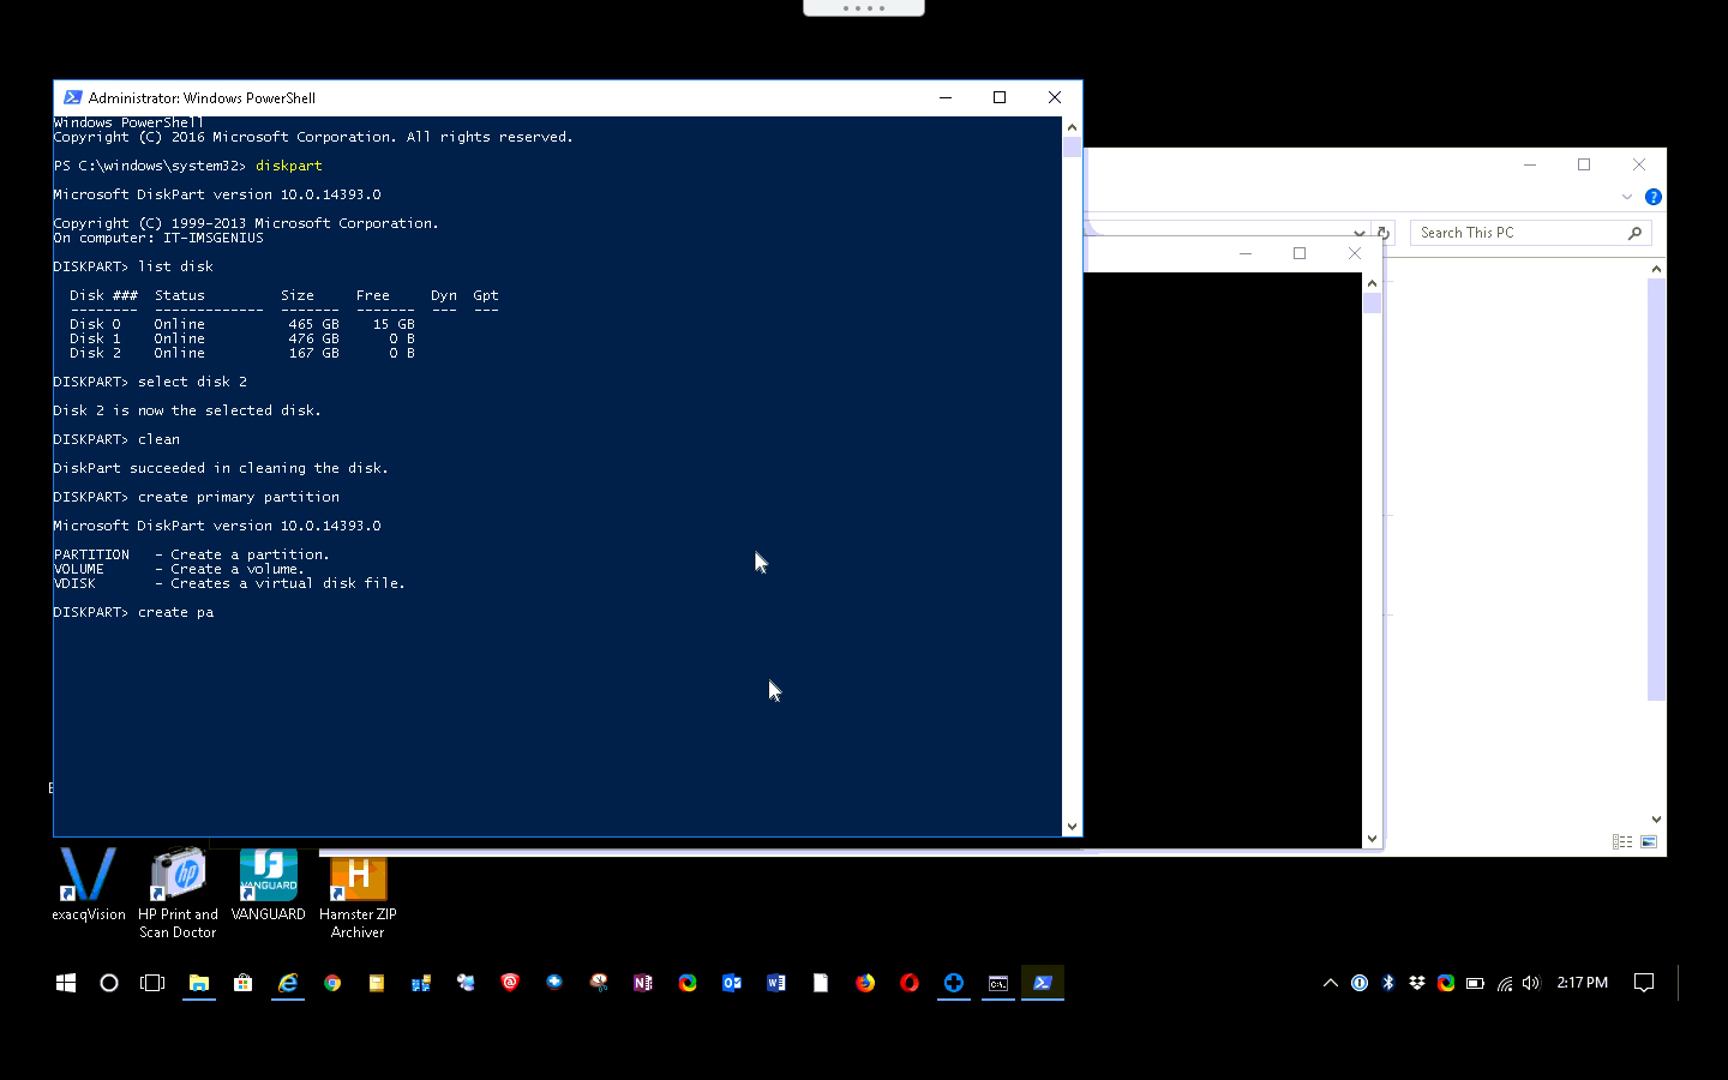 Administrator: Windows PowerShell
Windows PowerShell
Copyright (C) 2016 Microsoft Corporation. All rights reserved.
PS C:\windows\system32> diskpart
Microsoft DiskPart version 10.0.14393.0
Copyright (C) 1999-2013 Microsoft Corporation.
On computer: IT-IMSGENIUS
DISKPART> list disk
Disk ### Status Size Free Dyn Gpt
-------- ------------- ------- ------- --- ---
Disk 0 Online 465 GB 15 GB
Disk 1 Online 476 GB 0 B
Disk 2 Online 167 GB 0 B
DISKPART> select disk 2
Disk 2 is now the selected disk.
DISKPART> clean
DiskPart succeeded in cleaning the disk.
DISKPART> create primary partition
Microsoft DiskPart version 10.0.14393.0
PARTITION - Create a partition.
VOLUME - Create a volume.
VDISK - Creates a virtual disk file.
DISKPART> create pa
Search This PC
exacqVision
HP Print and
Scan Doctor
VANGUARD
VANGUARD
Hamster ZIP
Archiver
2:17 PM